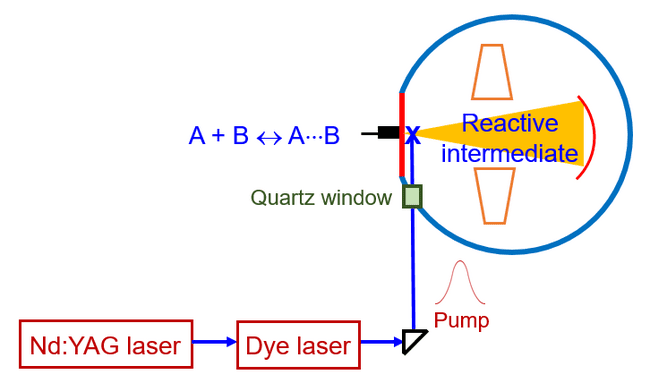 A + B ↔ A···B
X
Reactive
intermediate
Quartz window
Pump
Nd:YAG laser
Dye laser